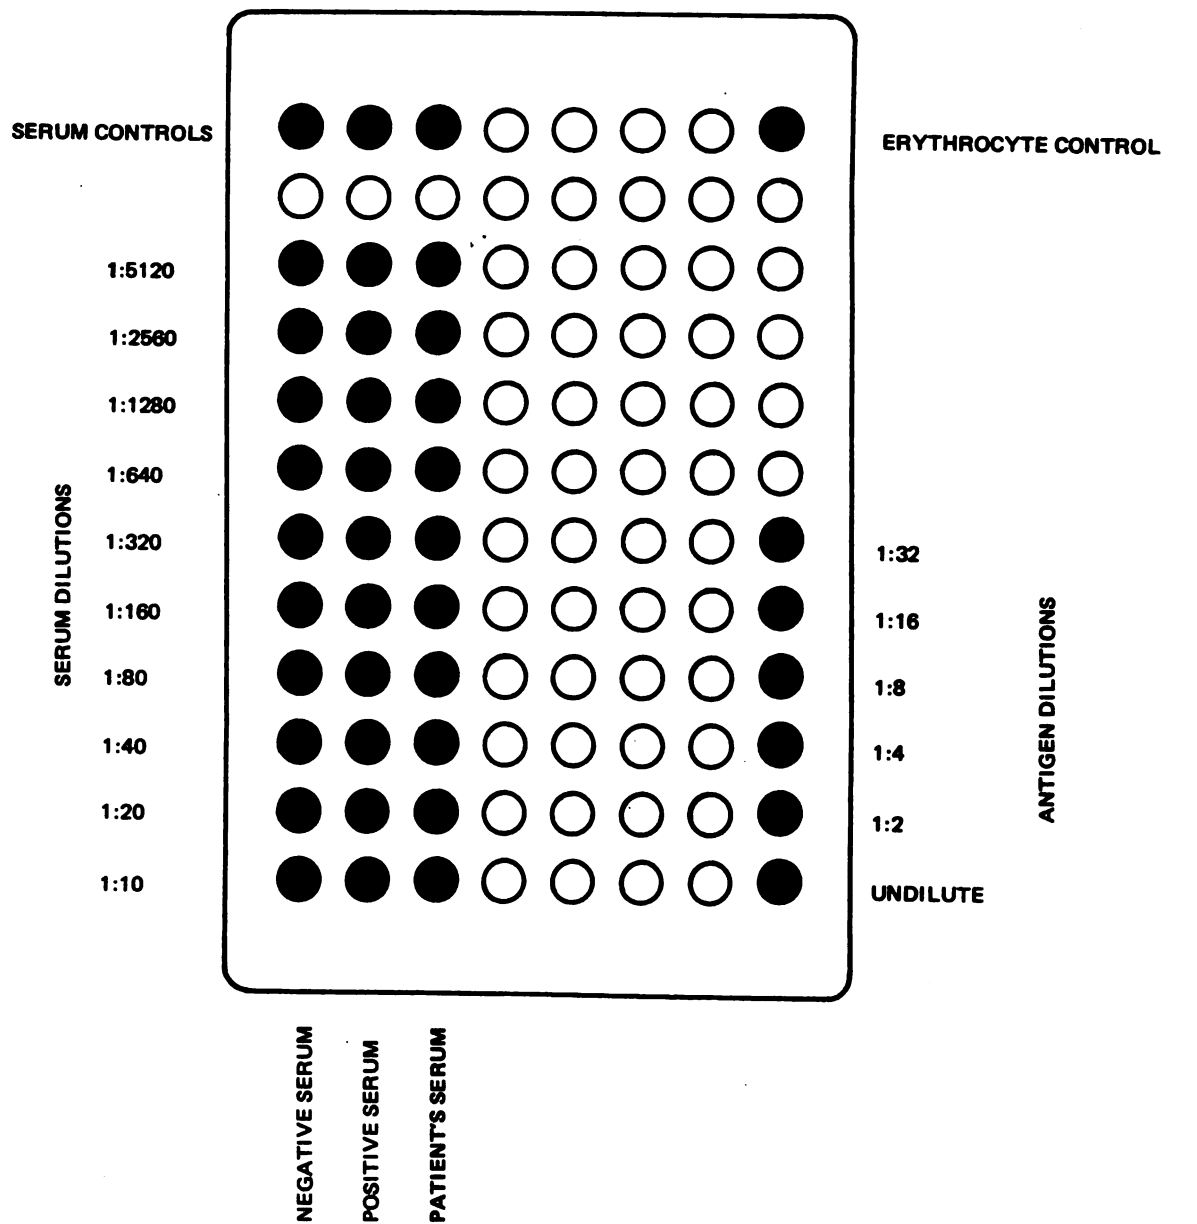 SERUM CONTROLS
ERYTHROCYTE CONTROL
1:5120
1:2560
1:1280
1:640
1:320
1:160
1:80
1:40
1:20
1:10
SERUM DILUTIONS
1:32
1:16
1:8
1:4
1:2
UNDILUTE
ANTIGEN DILUTIONS
NEGATIVE SERUM
POSITIVE SERUM
PATIENT'S SERUM